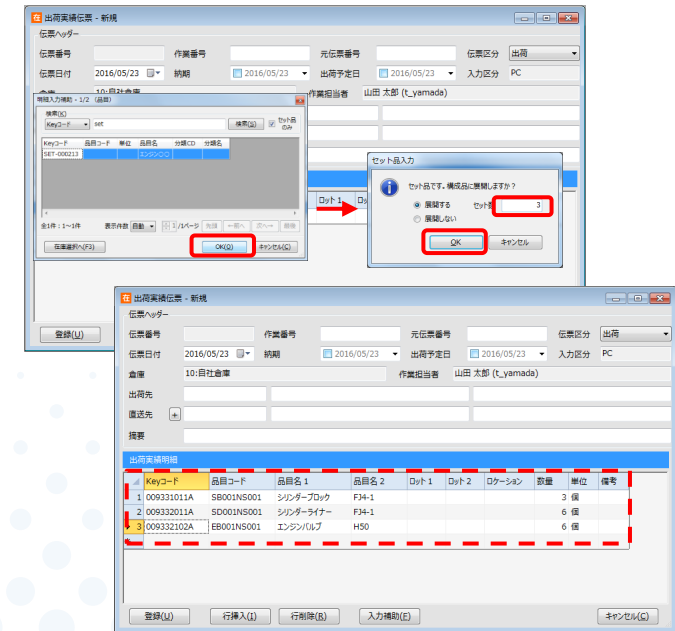 在 出荷実績伝票 - 新規
伝票ヘッダー
伝票番号 作業番号 元伝票番号 伝票区分 出荷
伝票日付 2016/05/23 納期 2016/05/23 出荷予定日 2016/05/23 入力区分 PC
作業担当者 山田 太郎 (t_yamada)
明細入力補助 - 1/2 (品目)
検索(K)
Keyコード set 検索(S) セット品のみ
Keyコード 品目コード 単位 品目名 分類CD 分類名
SET-000213 エンジン〇〇
全1件:1~1件 表示件数 自動 1 /1ページ 先頭 ←前へ 次へ→ 最後
在庫選択へ(F3) OK(O) キャンセル(C)
ロット 1
セット品入力
セット品です。構成品に展開しますか?
展開する セット数 3
展開しない
OK キャンセル
登録(U)
在 出荷実績伝票 - 新規
伝票ヘッダー
伝票番号 作業番号 元伝票番号 伝票区分 出荷
伝票日付 2016/05/23 納期 2016/05/23 出荷予定日 2016/05/23 入力区分 PC
倉庫 10:自社倉庫 作業担当者 山田 太郎 (t_yamada)
出荷先
直送先 +
摘要
出荷実績明細
Keyコード 品目コード 品目名 1 品目名 2 ロット 1 ロット 2 ロケーション 数量 単位 備考
1 009331011A SB001NS001 シリンダーブロック FJ4-1 3 個
2 009332011A SD001NS001 シリンダーライナー FJ4-1 6 個
3 009332102A EB001NS001 エンジンバルブ H50 6 個
登録(U) 行挿入(I) 行削除(R) 入力補助(E) キャンセル(C)